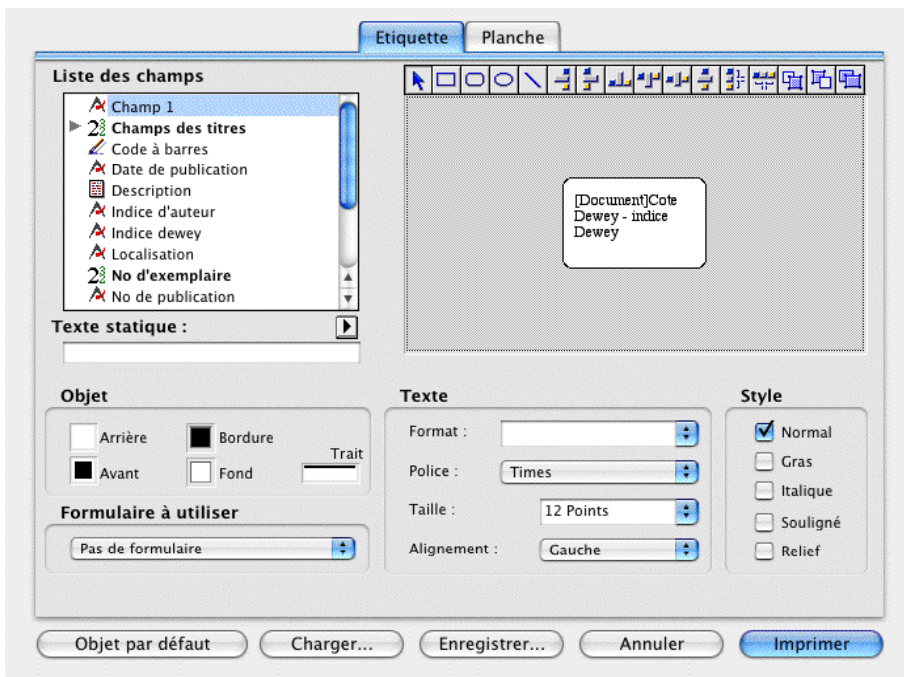 Etiquette
Planche
Liste des champs
Champ 1
Champs des titres
Code à barres
Date de publication
Description
Indice d'auteur
Indice dewey
Localisation
No d'exemplaire
No de publication
[Document]Cote
Dewey - indice
Dewey
Texte statique :
Objet
Arrière
Bordure
Trait
Avant
Fond
Formulaire à utiliser
Pas de formulaire
Texte
Format :
Police :
Times
Taille :
12 Points
Alignement :
Gauche
Style
Normal
Gras
Italique
Souligné
Relief
Objet par défaut
Charger...
Enregistrer...
Annuler
Imprimer